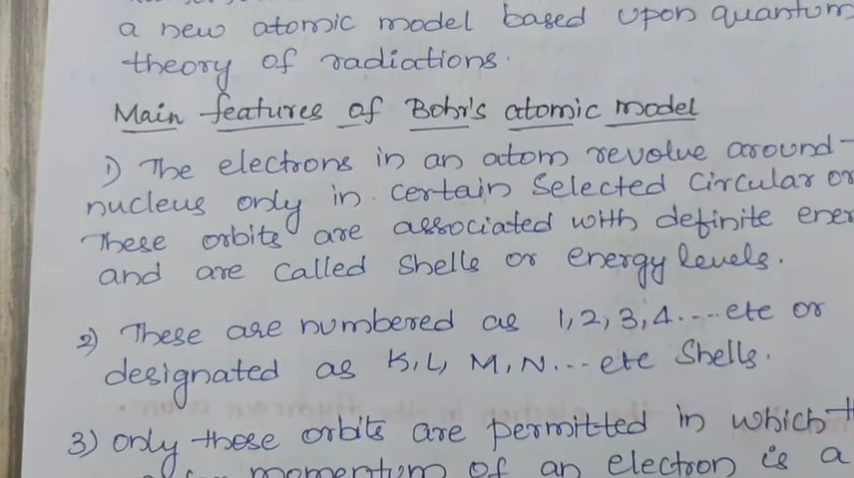 a new atomic model based upon quantum
theory of radiations.
Main features of Bohr's atomic model
1) The electrons in an atom revolve around
nucleus only in certain Selected Circular or
These orbits are associated with definite ener
and are called shells or energy levels.
2) These are numbered as 1,2,3,4....etc or
designated as K,L, M,N...etc Shells.
3) only those orbits are permitted in which t
momentum of an electron is a